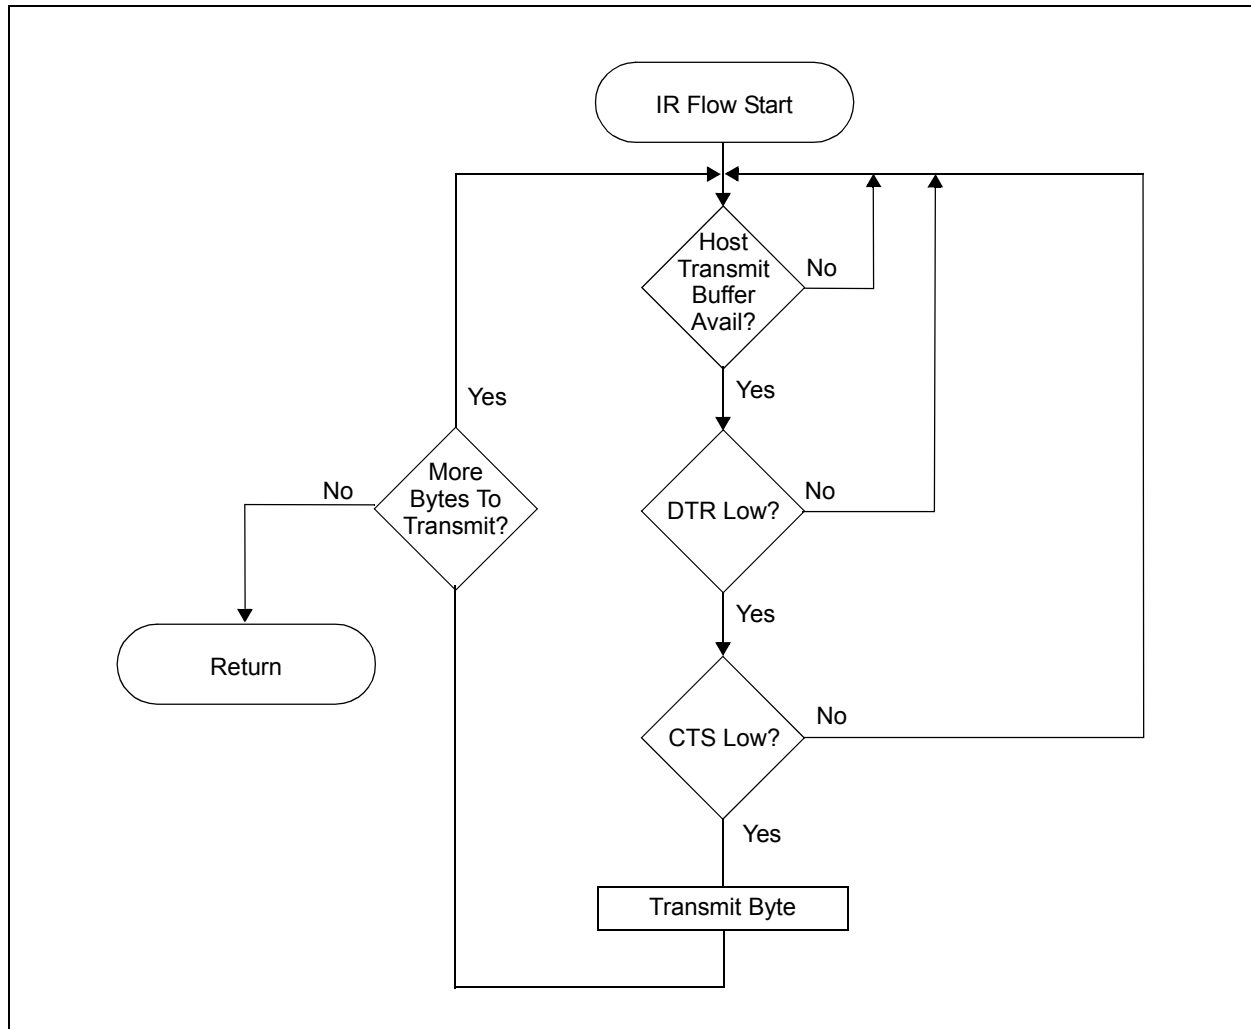 IR Flow Start
Host
Transmit
Buffer
Avail?
No
Yes
DTR Low?
No
Yes
CTS Low?
No
Yes
Transmit Byte
More
Bytes To
Transmit?
Yes
No
Return